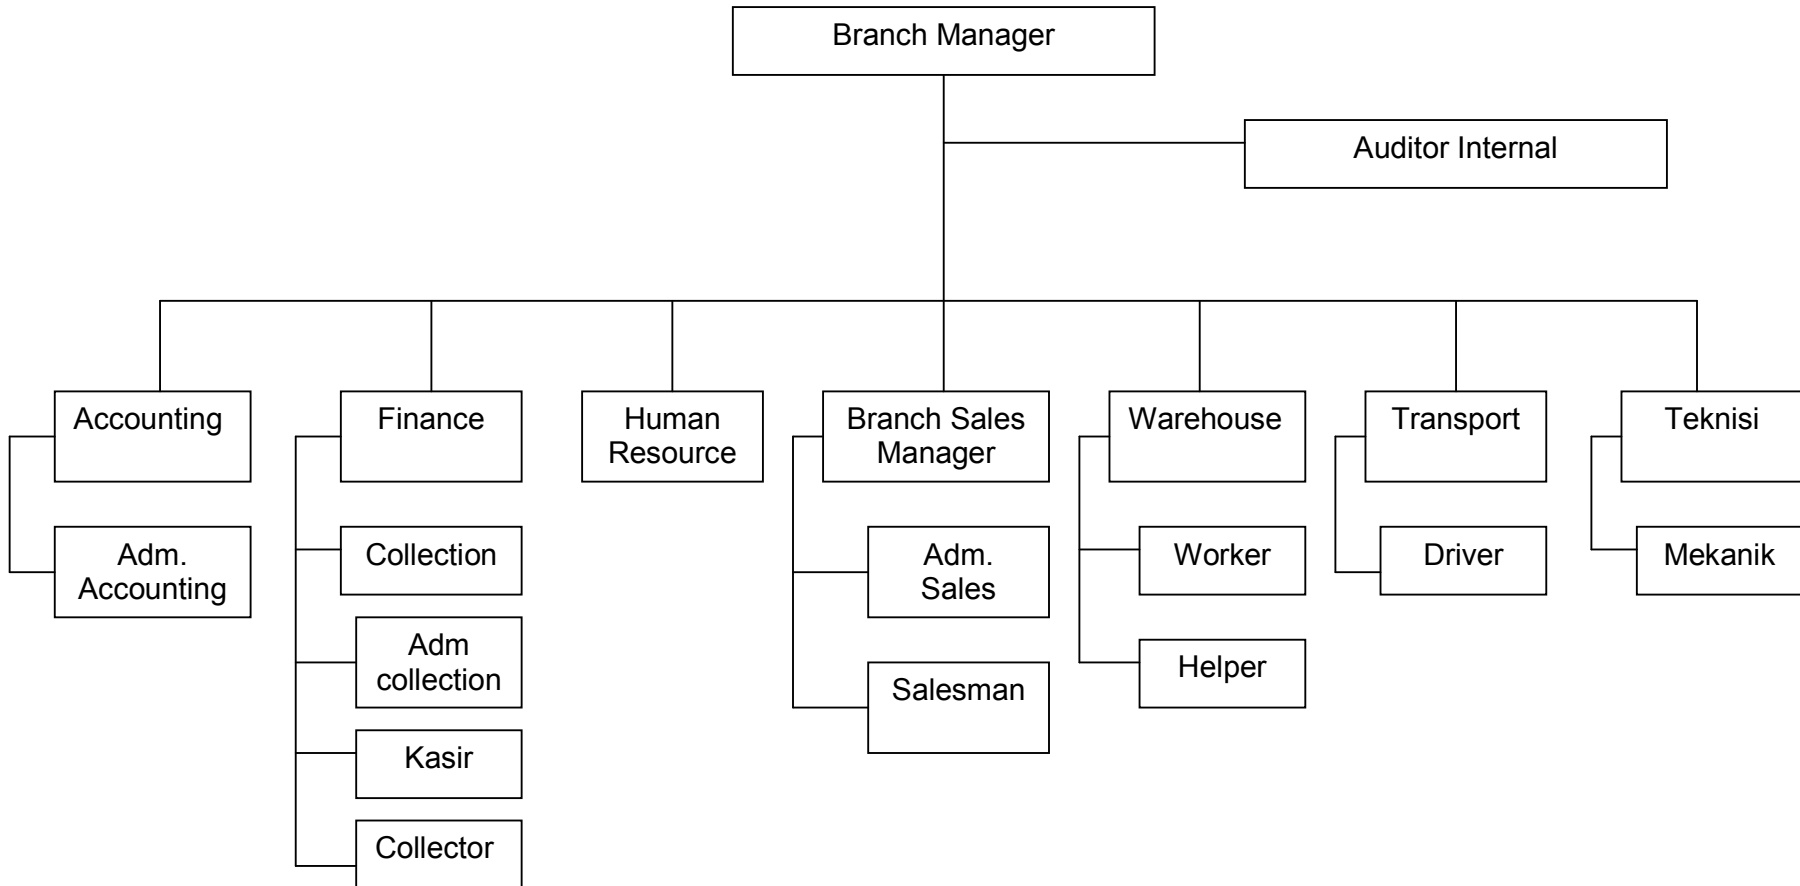 Branch Manager
Auditor Internal
Accounting
Finance
Human
Resource
Branch Sales
Manager
Warehouse
Transport
Teknisi
Adm.
Accounting
Collection
Adm.
Sales
Worker
Driver
Mekanik
Adm
collection
Salesman
Helper
Kasir
Collector